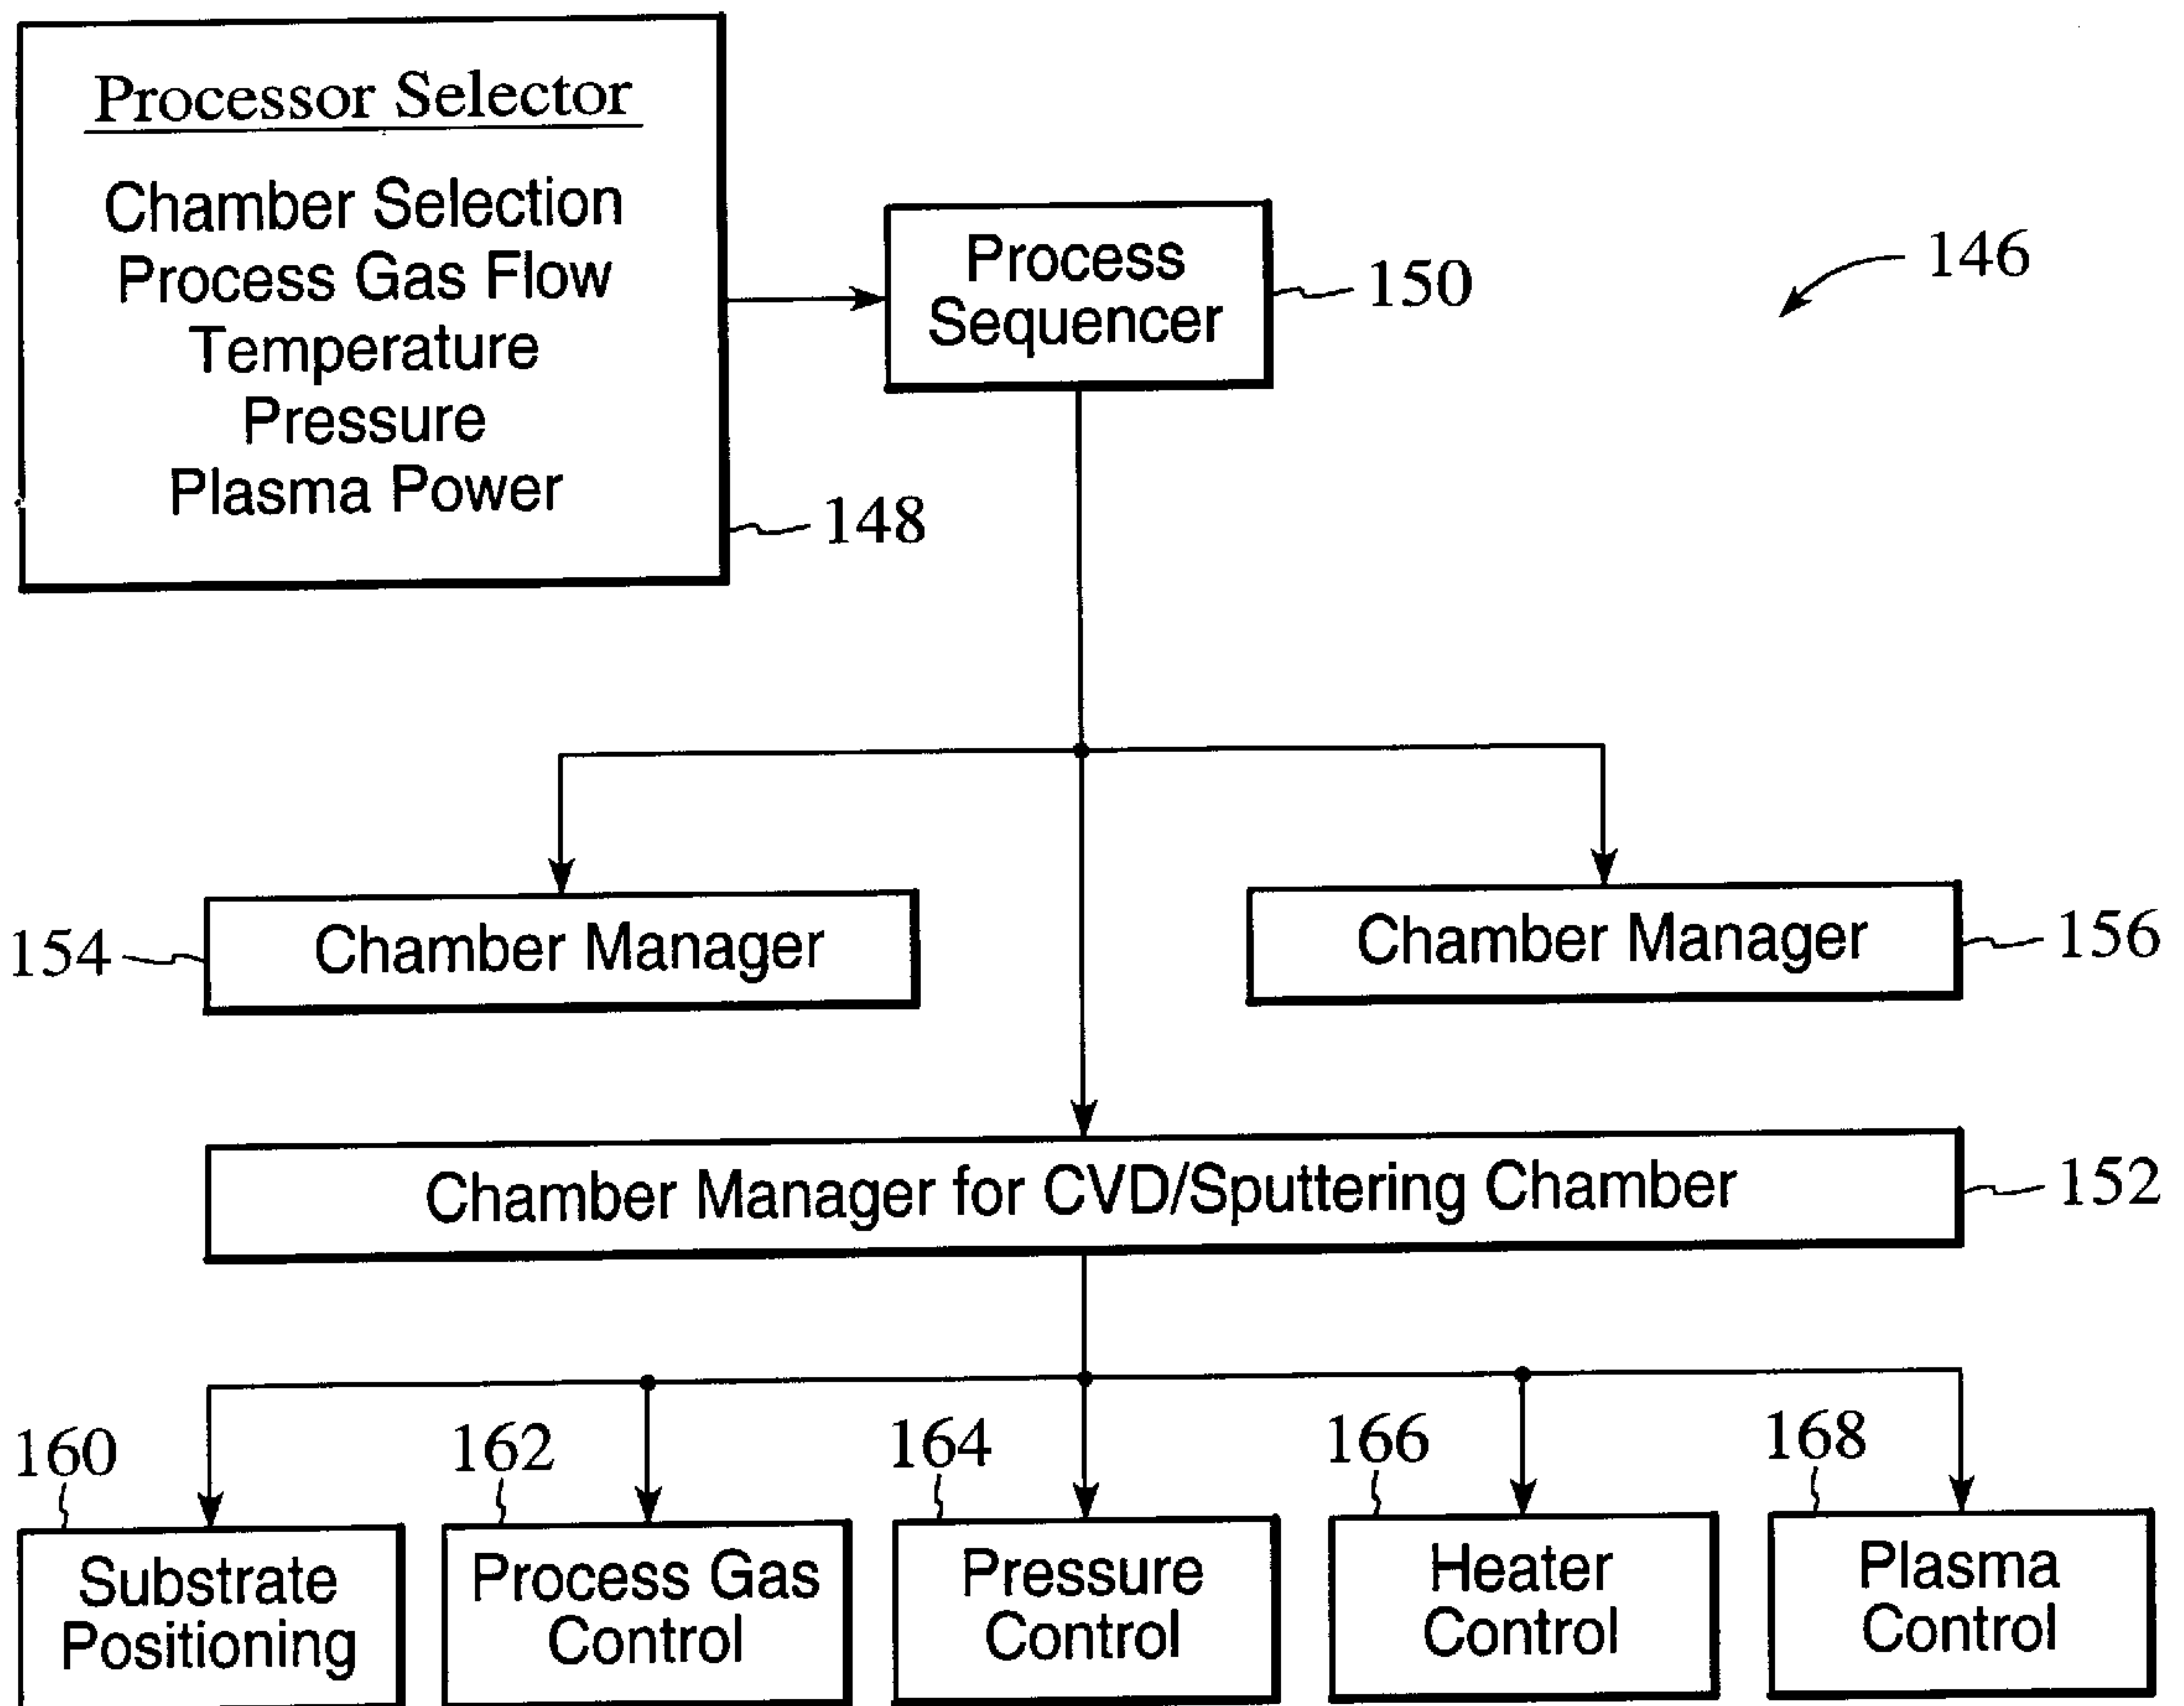 Processor Selector
Chamber Selection
Process Gas Flow
Temperature
Pressure
Plasma Power
148
Process
Sequencer
150
146
154
Chamber Manager
Chamber Manager
156
Chamber Manager for CVD/Sputtering Chamber
152
160
162
164
166
168
Substrate
Positioning
Process Gas
Control
Pressure
Control
Heater
Control
Plasma
Control